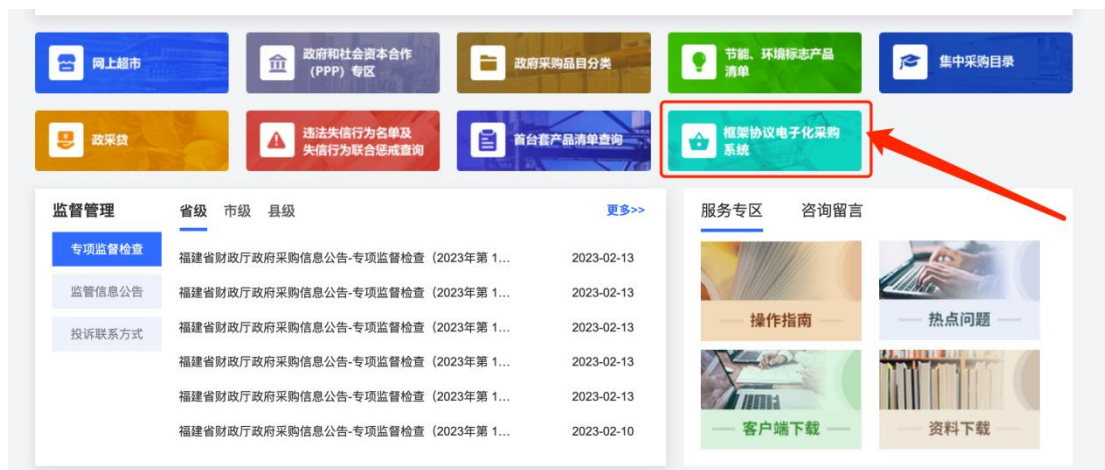 网上超市
政府和社会资本合作
（PPP）专区
政府采购品目分类
节能、环境标志产品
清单
集中采购目录
政采贷
违法失信行为名单及
失信行为联合惩戒查询
首台套产品清单查询
框架协议电子化采购
系统
监督管理
省级 市级 县级 更多>>
专项监督检查
监管信息公告
投诉联系方式
福建省财政厅政府采购信息公告-专项监督检查（2023年第 1... 2023-02-13
福建省财政厅政府采购信息公告-专项监督检查（2023年第 1... 2023-02-13
福建省财政厅政府采购信息公告-专项监督检查（2023年第 1... 2023-02-13
福建省财政厅政府采购信息公告-专项监督检查（2023年第 1... 2023-02-13
福建省财政厅政府采购信息公告-专项监督检查（2023年第 1... 2023-02-13
福建省财政厅政府采购信息公告-专项监督检查（2023年第 1... 2023-02-10
服务专区 咨询留言
操作指南
热点问题
客户端下载
资料下载